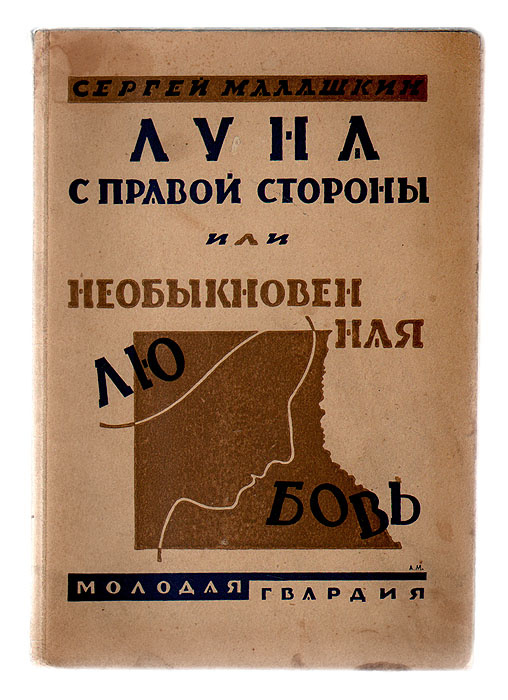 СЕРГЕЙ МАЛАШКИН
ЛУНА
С ПРАВОЙ СТОРОНЫ
ИЛИ
НЕОБЫКНОВЕН
НАЯ
ЛЮ
БОВЬ
А.М.
МОЛОДАЯ ГВАРДИЯ